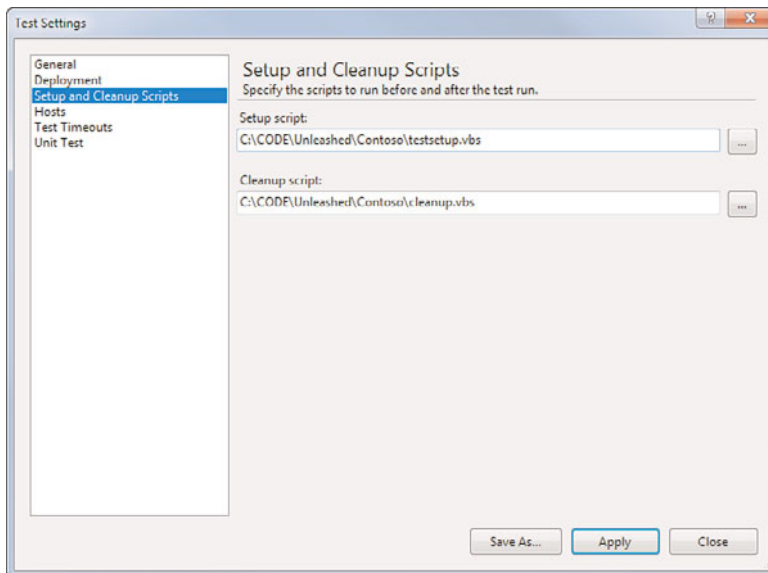 Test Settings
General
Deployment
Setup and Cleanup Scripts
Hosts
Test Timeouts
Unit Test
Setup and Cleanup Scripts
Specify the scripts to run before and after the test run.
Setup script:
C:\CODE\Unleashed\Contoso\testsetup.vbs
...
Cleanup script:
C:\CODE\Unleashed\Contoso\cleanup.vbs
...
Save As...
Apply
Close